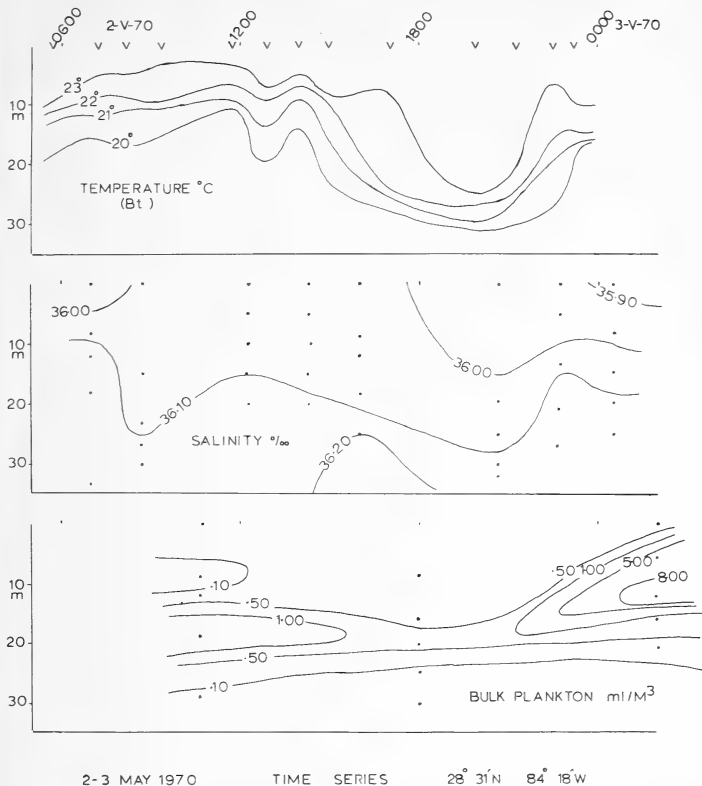 0600 2-V-70 1200 1800 0000 3-V-70
23°
22°
21°
20°
10
m
20
30
TEMPERATURE °C
(Bt)
36·00
35·90
10
m
36·00
36·10
20
SALINITY °/oo
36·20
30
·50 1·00 5·00
8·00
·10
10
m
·50
1·00
20
·50
·10
BULK PLANKTON ml/M³
30
2-3 MAY 1970 TIME SERIES 28° 31'N 84° 18'W